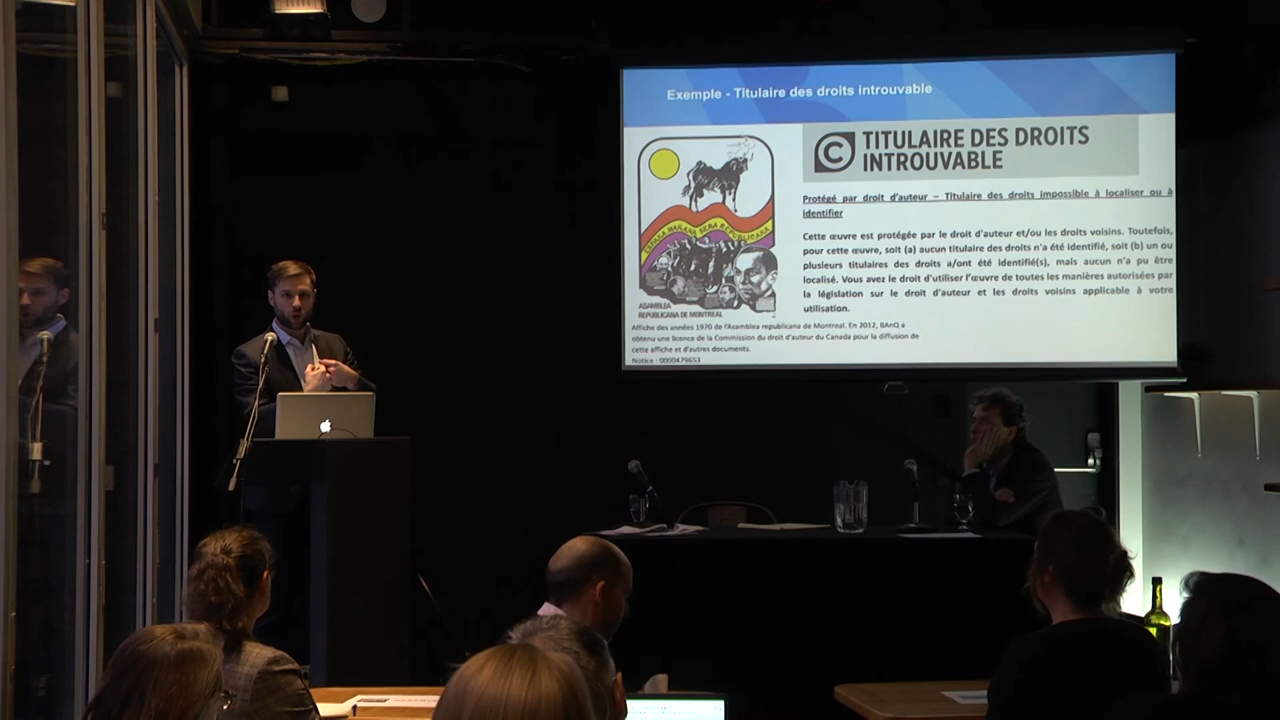 Exemple - Titulaire des droits introuvable
TITULAIRE DES DROITS
INTROUVABLE
Protégé par droit d'auteur – Titulaire des droits impossible à localiser ou à
identifier
Cette œuvre est protégée par le droit d'auteur et/ou les droits voisins. Toutefois,
pour cette œuvre, soit (a) aucun titulaire des droits n'a été identifié, soit (b) un ou
plusieurs titulaires des droits a/ont été identifié(s), mais aucun n'a pu être
localisé. Vous avez le droit d'utiliser l'œuvre de toutes les manières autorisées par
la législation sur le droit d'auteur et les droits voisins applicable à votre
utilisation.
ESPAÑA MAÑANA SERA REPUBLICANA
ASAMBLEA
REPUBLICANA DE MONTREAL
Affiche des années 1970 de l'Asamblea republicana de Montreal. En 2012, BAnQ a
obtenu une licence de la Commission du droit d'auteur du Canada pour la diffusion de
cette affiche et d'autres documents.
Notice : 0000479653